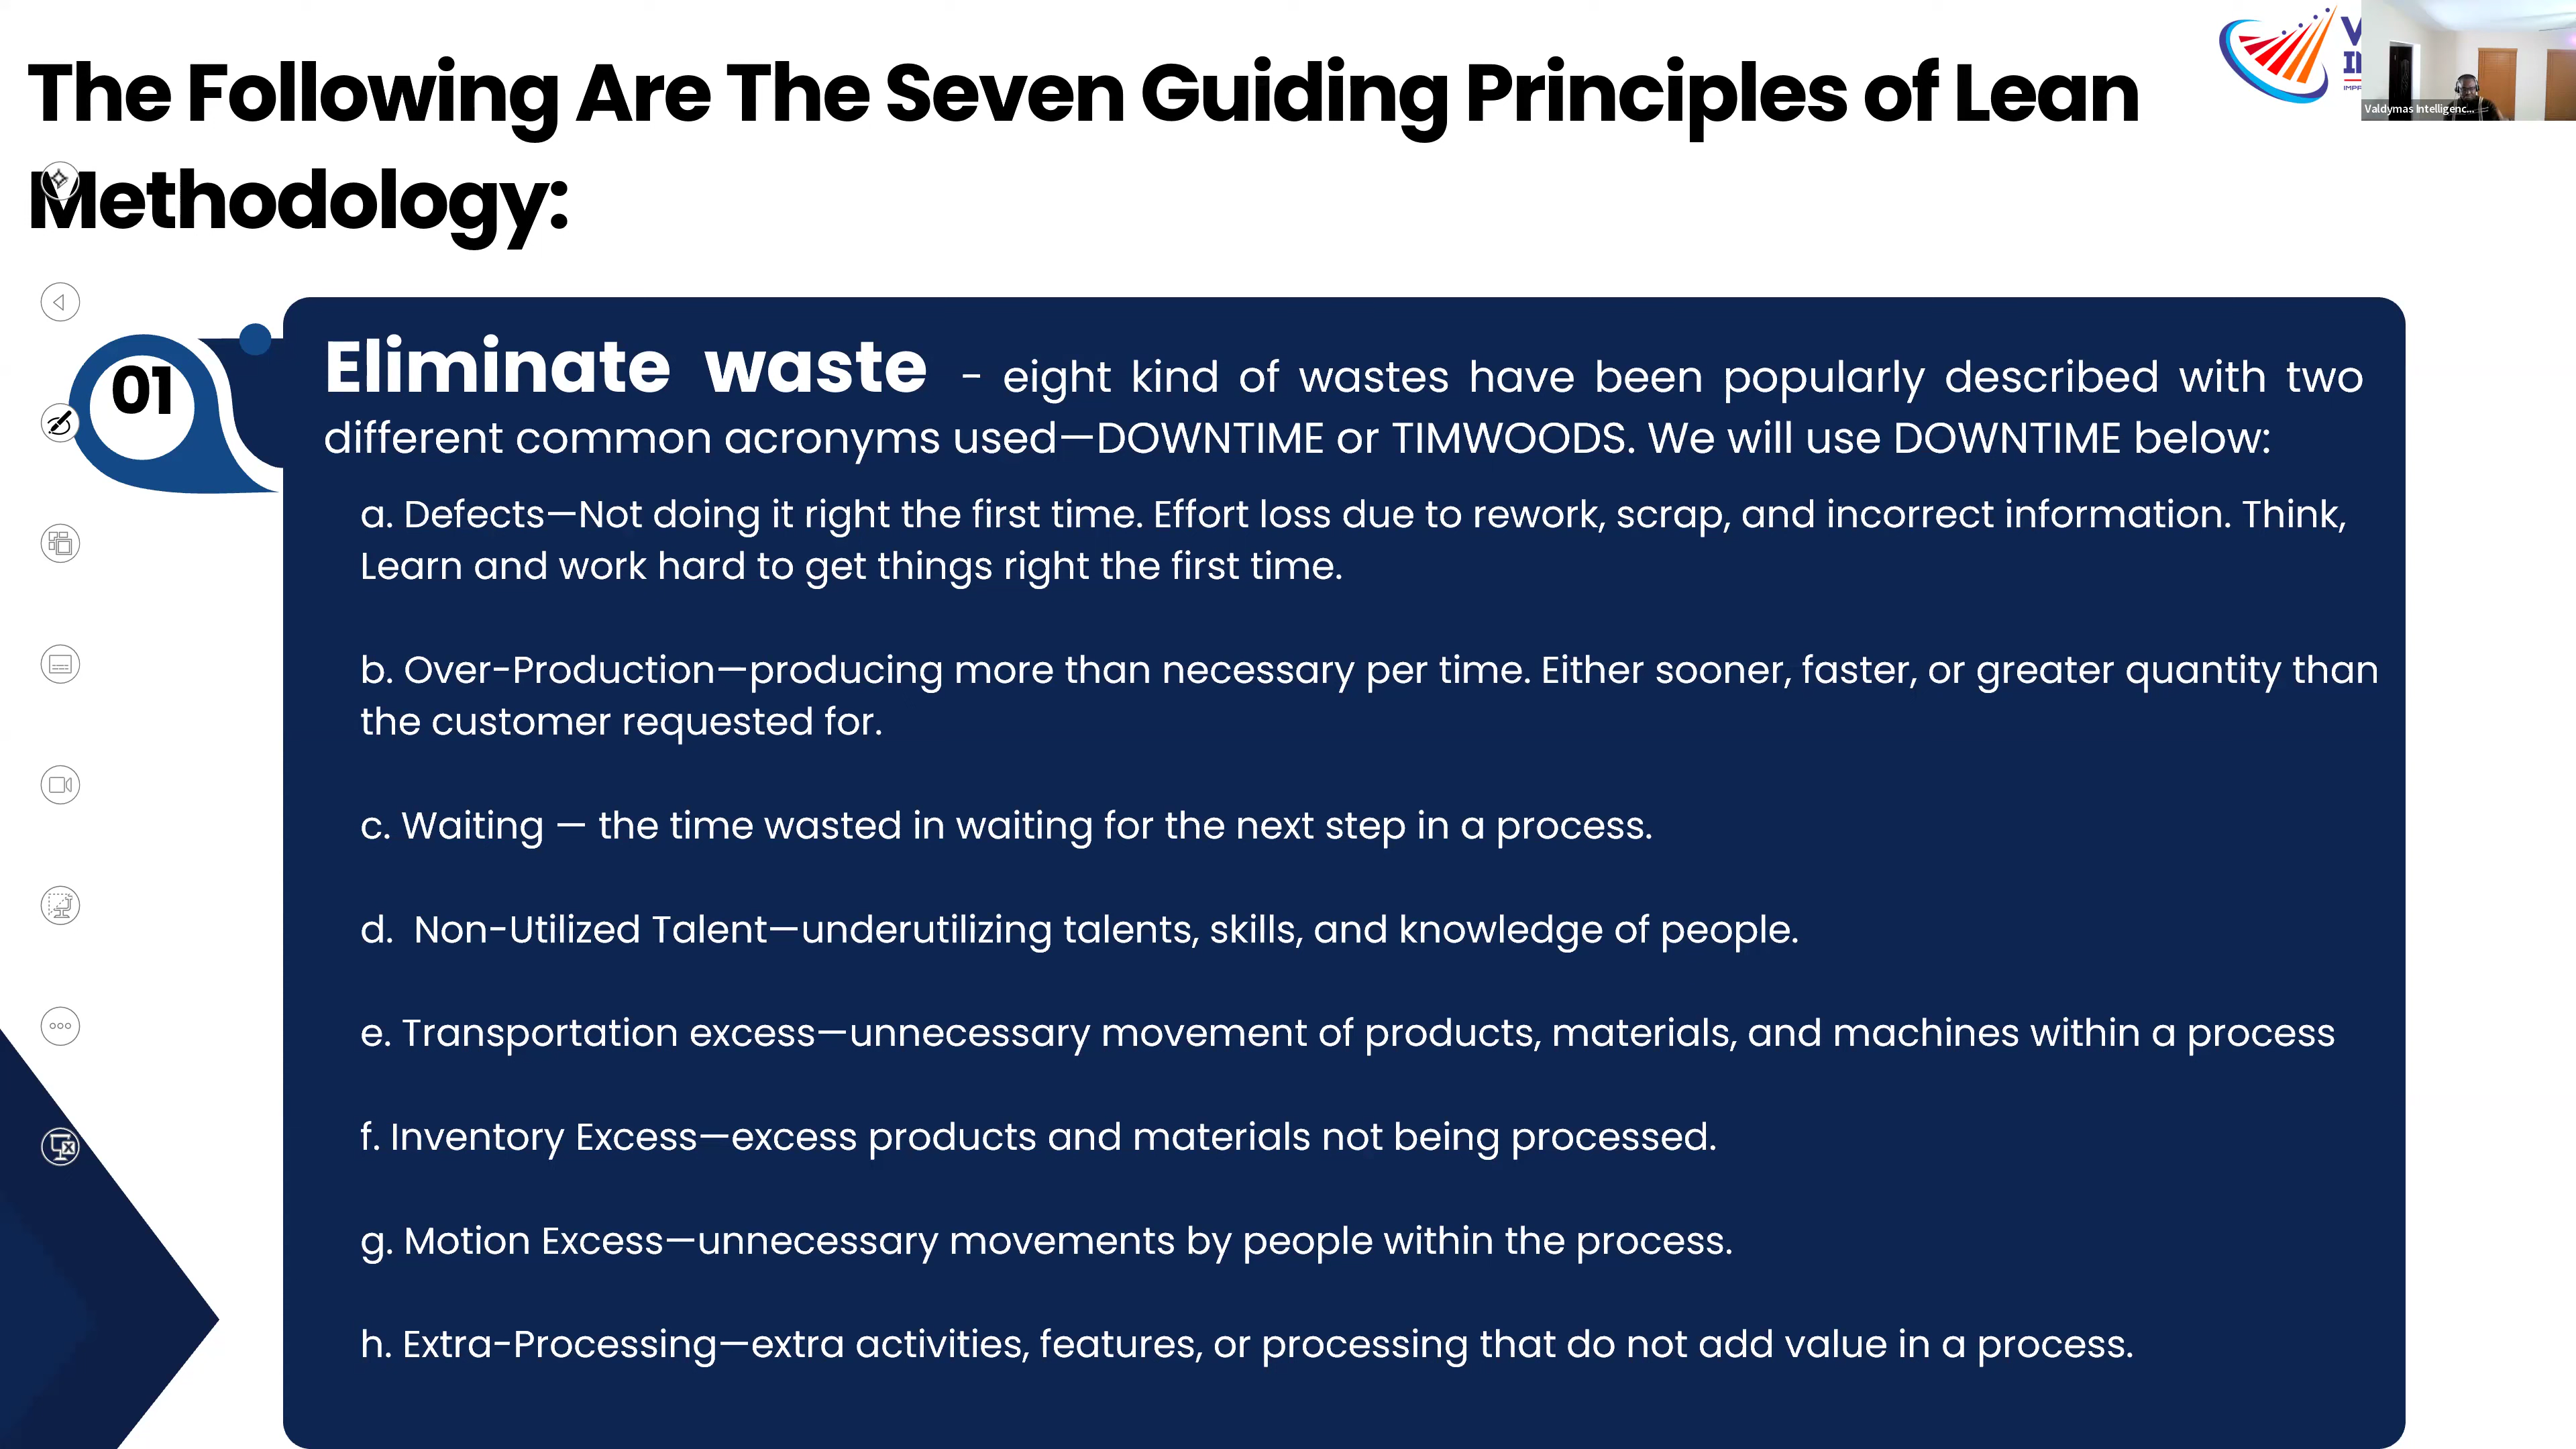 The Following Are The Seven Guiding Principles of Lean
Methodology:
Valdymas Intelligenc...
01
Eliminate waste - eight kind of wastes have been popularly described with two
different common acronyms used—DOWNTIME or TIMWOODS. We will use DOWNTIME below:
a. Defects—Not doing it right the first time. Effort loss due to rework, scrap, and incorrect information. Think,
Learn and work hard to get things right the first time.
b. Over-Production—producing more than necessary per time. Either sooner, faster, or greater quantity than
the customer requested for.
c. Waiting — the time wasted in waiting for the next step in a process.
d. Non-Utilized Talent—underutilizing talents, skills, and knowledge of people.
e. Transportation excess—unnecessary movement of products, materials, and machines within a process
f. Inventory Excess—excess products and materials not being processed.
g. Motion Excess—unnecessary movements by people within the process.
h. Extra-Processing—extra activities, features, or processing that do not add value in a process.